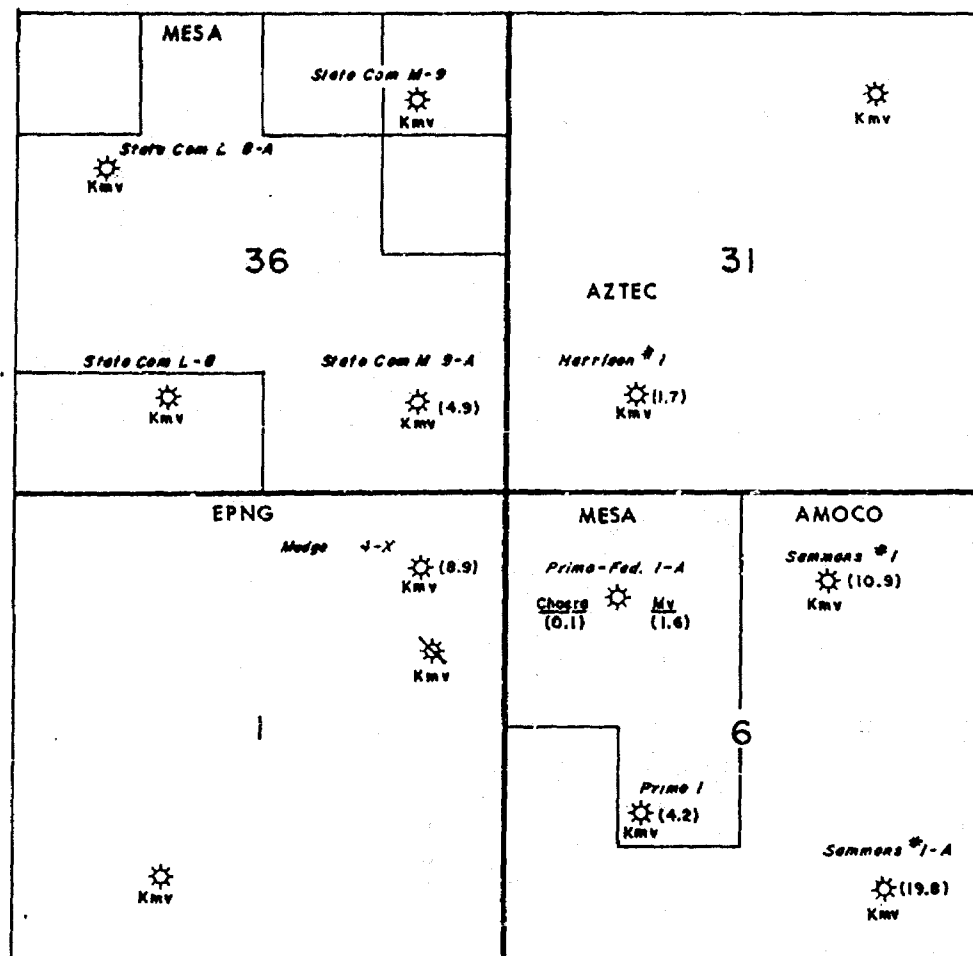 MESA
State Com M-9
Kmv
State Com L 8-A
Kmv
36
State Com L-8
Kmv
State Com M 9-A
(4.9)
Kmv
Kmv
31
AZTEC
Harrison #1
(1.7)
Kmv
EPNG
Mudge 4-X
(8.9)
Kmv
Kmv
1
Kmv
MESA
Primo-Fed. 1-A
Chacra
(0.1)
Mv
(1.6)
AMOCO
Sammons #1
(10.9)
Kmv
6
Primo 1
(4.2)
Kmv
Sammons #1-A
(19.8)
Kmv